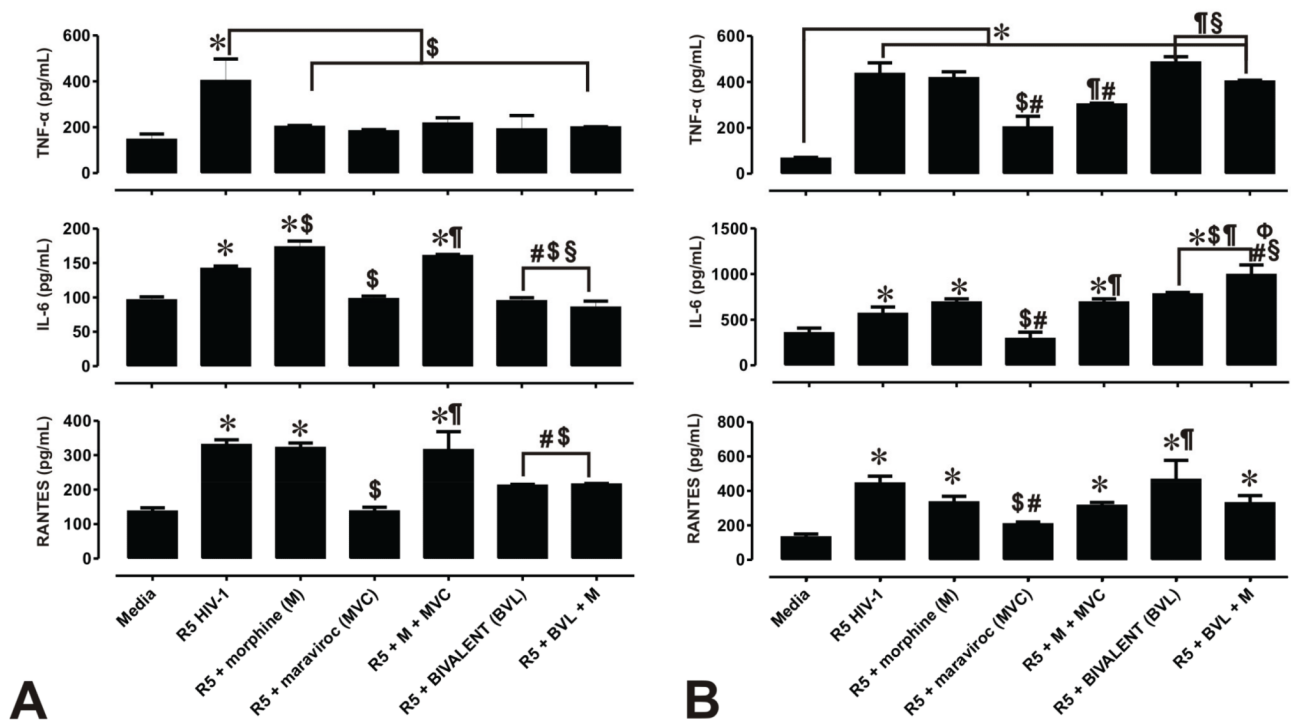 600
400
200
0
TNF-α (pg/mL)
*
$
200
150
100
50
0
IL-6 (pg/mL)
*
*$
$
*¶
#$§
400
300
200
100
0
RANTES (pg/mL)
*
*
$
*¶
#$
Media
R5 HIV-1
R5 + morphine (M)
R5 + maraviroc (MVC)
R5 + M + MVC
R5 + BIVALENT (BVL)
R5 + BVL + M
A
600
400
200
0
TNF-α (pg/mL)
*
$#
¶#
¶§
1500
1000
500
0
IL-6 (pg/mL)
*
*
$#
*¶
*$¶
Φ
#§
800
600
400
200
0
RANTES (pg/mL)
*
*
$#
*
*¶
*
Media
R5 HIV-1
R5 + morphine (M)
R5 + maraviroc (MVC)
R5 + M + MVC
R5 + BIVALENT (BVL)
R5 + BVL + M
B